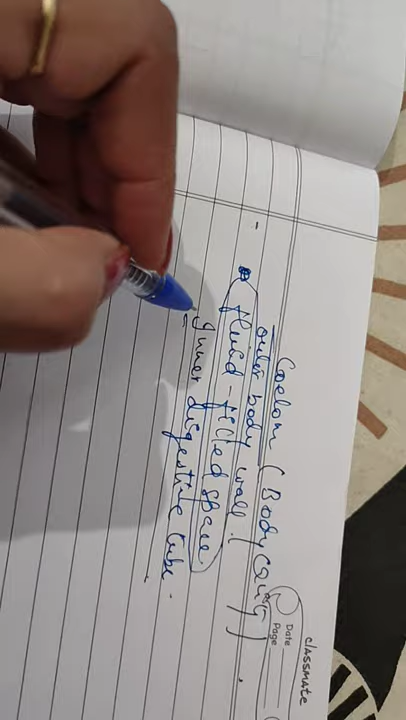 classmate
Date
Page
Coelom (Body cavity)
outer body wall.
fluid-filled space
Inner digestive tube.